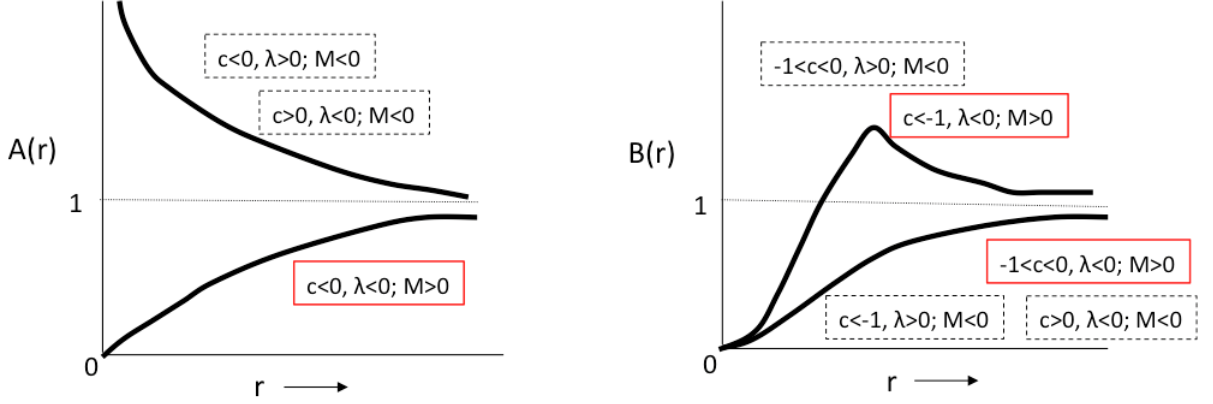 c<0, λ>0; M<0
c>0, λ<0; M<0
A(r)
1
c<0, λ<0; M>0
0
r
-1<c<0, λ>0; M<0
c<-1, λ<0; M>0
B(r)
1
-1<c<0, λ<0; M>0
c<-1, λ>0; M<0
c>0, λ<0; M<0
0
r